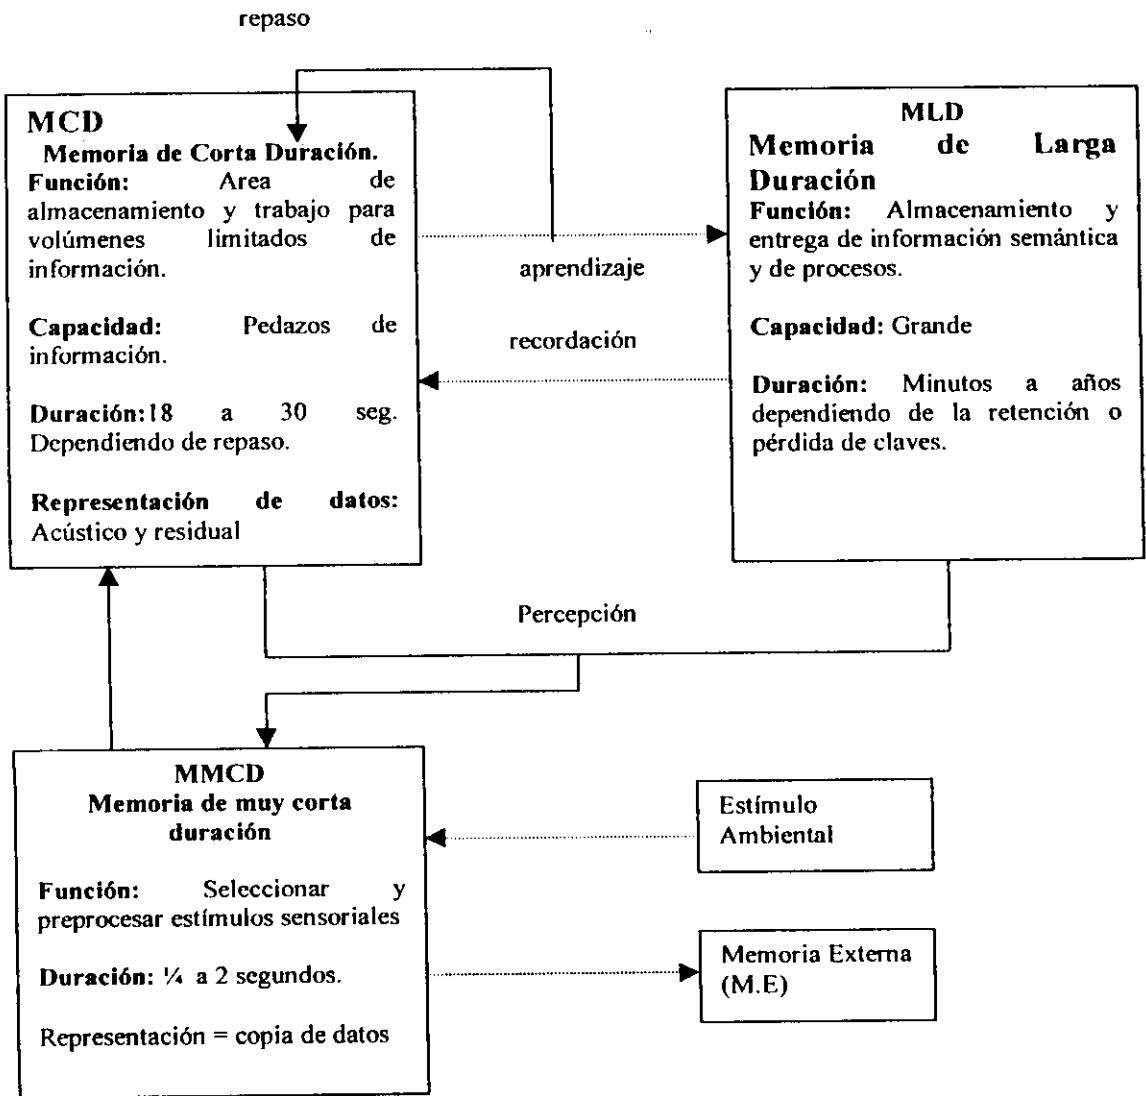 repaso
MCD
Memoria de Corta Duración.
Función: Area de
almacenamiento y trabajo para
volúmenes limitados de
información.
Capacidad: Pedazos de
información.
Duración:18 a 30 seg.
Dependiendo de repaso.
Representación de datos:
Acústico y residual
aprendizaje
recordación
MLD
Memoria de Larga
Duración
Función: Almacenamiento y
entrega de información semántica
y de procesos.
Capacidad: Grande
Duración: Minutos a años
dependiendo de la retención o
pérdida de claves.
Percepción
MMCD
Memoria de muy corta
duración
Función: Seleccionar y
preprocesar estímulos sensoriales
Duración: ¼ a 2 segundos.
Representación = copia de datos
Estímulo
Ambiental
Memoria Externa
(M.E)